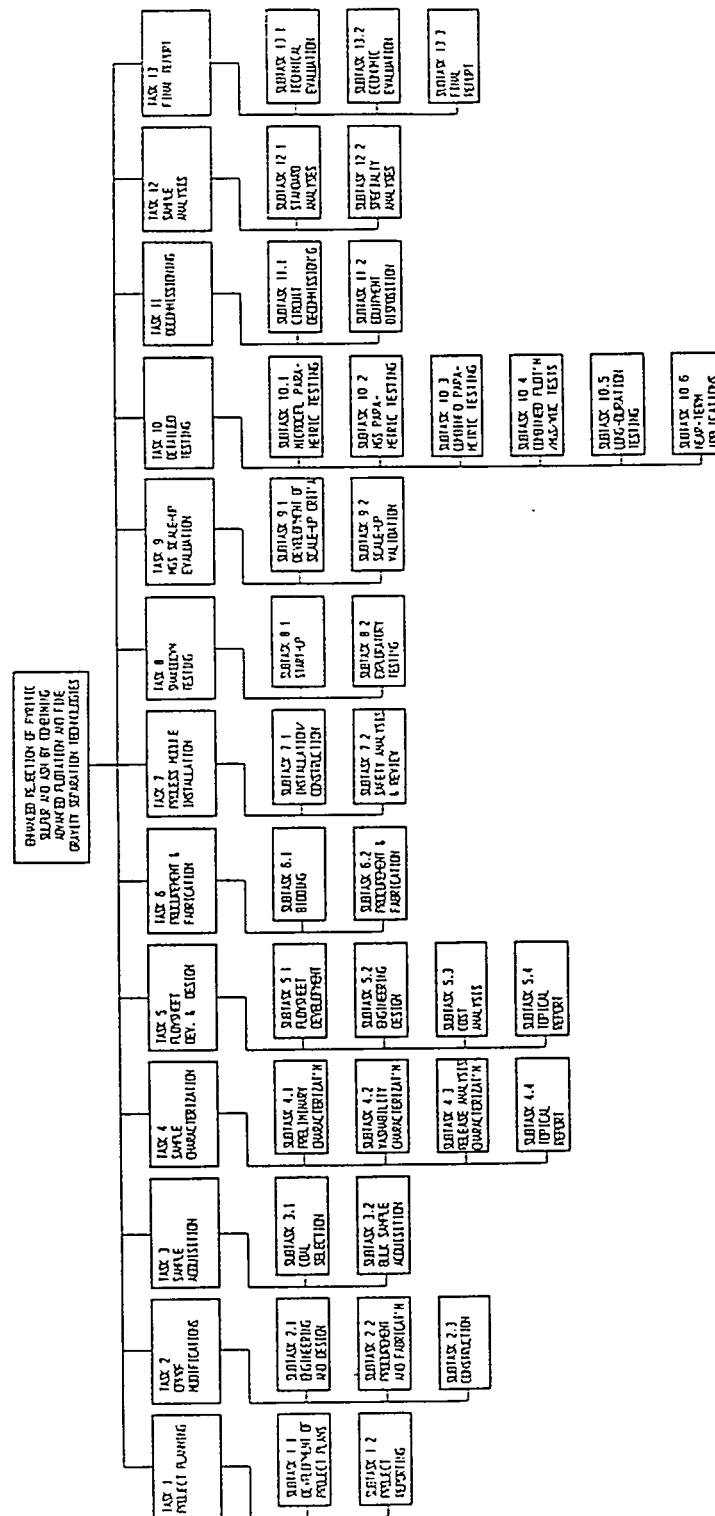 ENHANCED REJECTION OF PYRITIC
SULFUR AND ASH BY COMBINING
ADVANCED FLOTATION AND FINE
GRAVITY SEPARATION TECHNOLOGIES
TASK 1
PROJECT PLANNING
SUBTASK 1.1
DEVELOPMENT OF
PROJECT PLANS
SUBTASK 1.2
PROJECT
REPORTING
TASK 2
MODIFICATIONS
SUBTASK 2.1
ENGINEERING
AND DESIGN
SUBTASK 2.2
PROCUREMENT
AND FABRICATI'N
SUBTASK 2.3
CONSTRUCTION
TASK 3
SAMPLE
ACQUISITION
SUBTASK 3.1
COAL
SELECTION
SUBTASK 3.2
BULK SAMPLE
ACQUISITION
TASK 4
SAMPLE
CHARACTERIZATION
SUBTASK 4.1
PRELIMINARY
CHARACTERIZATI'N
SUBTASK 4.2
WASHABILITY
CHARACTERIZATI'N
SUBTASK 4.3
RELEASE ANALYSIS
CHARACTERIZATI'N
SUBTASK 4.4
TOPICAL
REPORT
TASK 5
FLOWSHEET
DEV. & DESIGN
SUBTASK 5.1
FLOWSHEET
DEVELOPMENT
SUBTASK 5.2
ENGINEERING
DESIGN
SUBTASK 5.3
COST
ANALYSIS
SUBTASK 5.4
TOPICAL
REPORT
TASK 6
PROCUREMENT &
FABRICATION
SUBTASK 6.1
BIDDING
SUBTASK 6.2
PROCUREMENT &
FABRICATION
TASK 7
PROCESS MODULE
INSTALLATION
SUBTASK 7.1
INSTALLATION/
CONSTRUCTION
SUBTASK 7.2
SAFETY ANALYSIS
& REVIEW
TASK 8
SHAKEDOWN
TESTING
SUBTASK 8.1
START-UP
SUBTASK 8.2
EXPLORATORY
TESTING
TASK 9
MGS SCALE-UP
EVALUATION
SUBTASK 9.1
DEVELOPMENT OF
SCALE-UP CRIT'IA
SUBTASK 9.2
SCALE-UP
VALIDATION
TASK 10
DETAILED
TESTING
SUBTASK 10.1
MICROCEL PARA-
METRIC TESTING
SUBTASK 10.2
MGS PARA-
METRIC TESTING
SUBTASK 10.3
COMBINED PARA-
METRIC TESTING
SUBTASK 10.4
COMBINED FLOT'N
TESTS
SUBTASK 10.5
LONG-DURATION
TESTING
SUBTASK 10.6
NEAR-TERM
APPLICATIONS
TASK 11
DECOMMISSIONING
SUBTASK 11.1
CIRCUIT
DECOMMISSION'G
SUBTASK 11.2
EQUIPMENT
DISPOSITION
TASK 12
SAMPLE
ANALYSIS
SUBTASK 12.1
STANDARD
ANALYSES
SUBTASK 12.2
SPECIALTY
ANALYSES
TASK 13
FINAL REPORT
SUBTASK 13.1
TECHNICAL
EVALUATION
SUBTASK 13.2
ECONOMIC
EVALUATION
SUBTASK 13.3
FINAL
REPORT